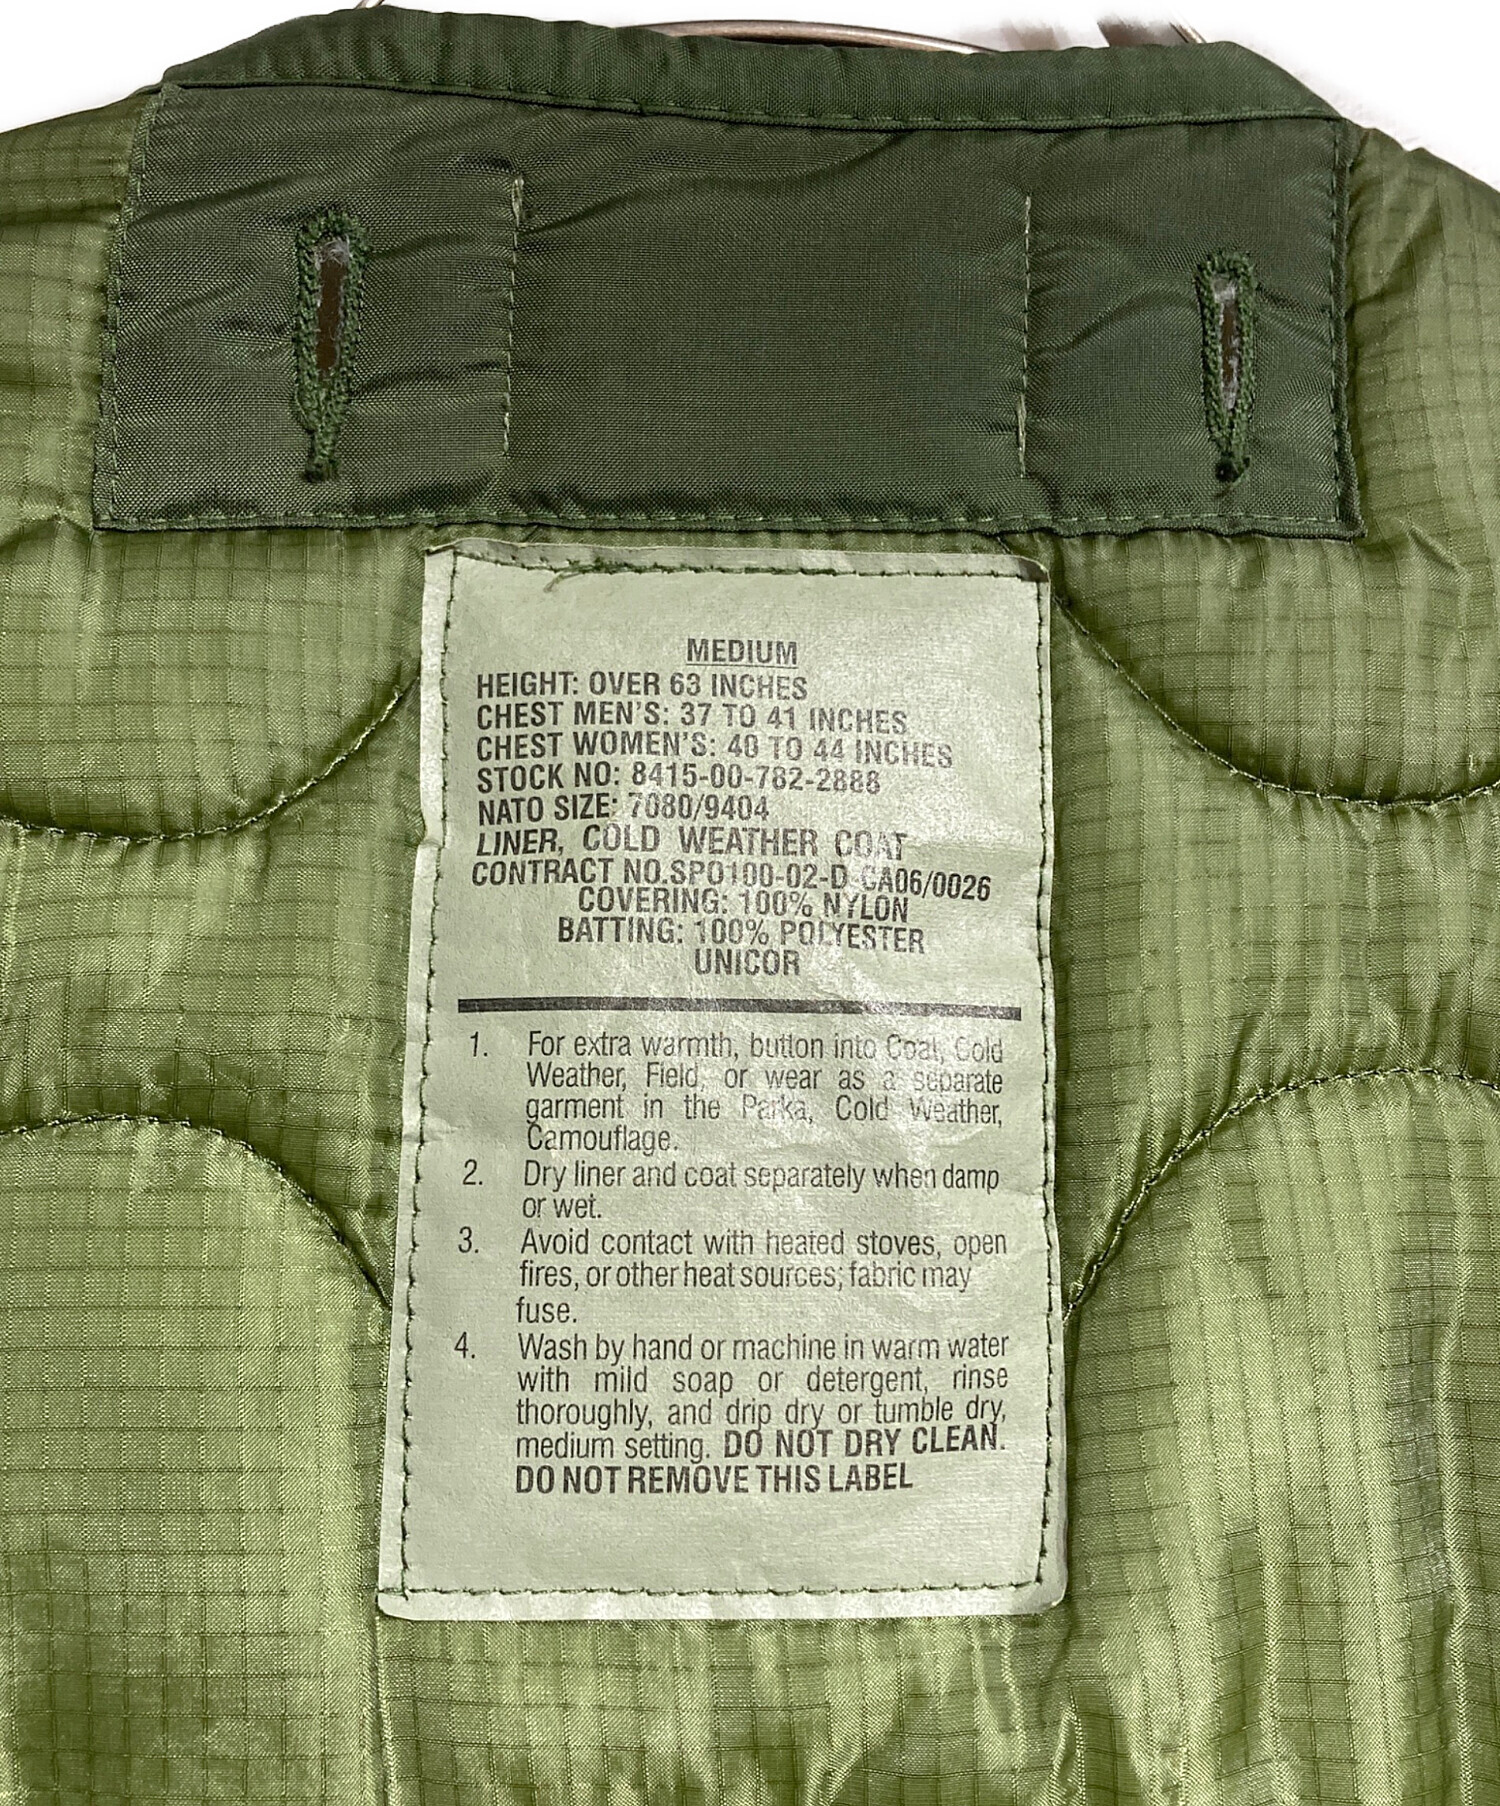 MEDIUM
HEIGHT: OVER 63 INCHES
CHEST MEN'S: 37 TO 41 INCHES
CHEST WOMEN'S: 40 TO 44 INCHES
STOCK NO: 8415-00-782-2888
NATO SIZE: 7080/9404
LINER, COLD WEATHER COAT
CONTRACT NO.SPO100-02-D-CA06/0026
COVERING: 100% NYLON
BATTING: 100% POLYESTER
UNICOR
1. For extra warmth, button into Coat, Cold
Weather, Field, or wear as a separate
garment in the Parka, Cold Weather,
Camouflage.
2. Dry liner and coat separately when damp
or wet.
3. Avoid contact with heated stoves, open
fires, or other heat sources; fabric may
fuse.
4. Wash by hand or machine in warm water
with mild soap or detergent, rinse
thoroughly, and drip dry or tumble dry,
medium setting. DO NOT DRY CLEAN.
DO NOT REMOVE THIS LABEL